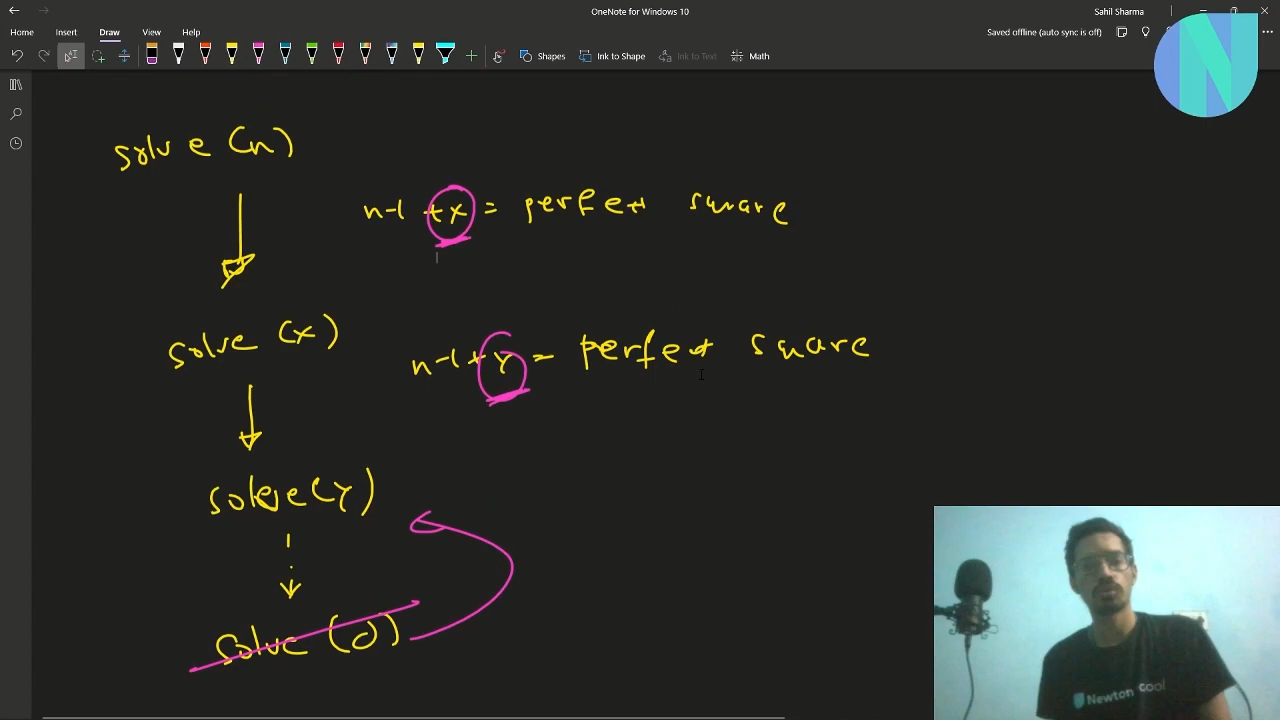 OneNote for Windows 10
Sahil Sharma
Home Insert Draw View Help
Saved offline (auto sync is off)
Shapes Ink to Shape Ink to Text Math
solve (n)
n-1 +x = perfect square
solve (x)
n-1+y = perfect square
solve(y)
solve (0)
Newton